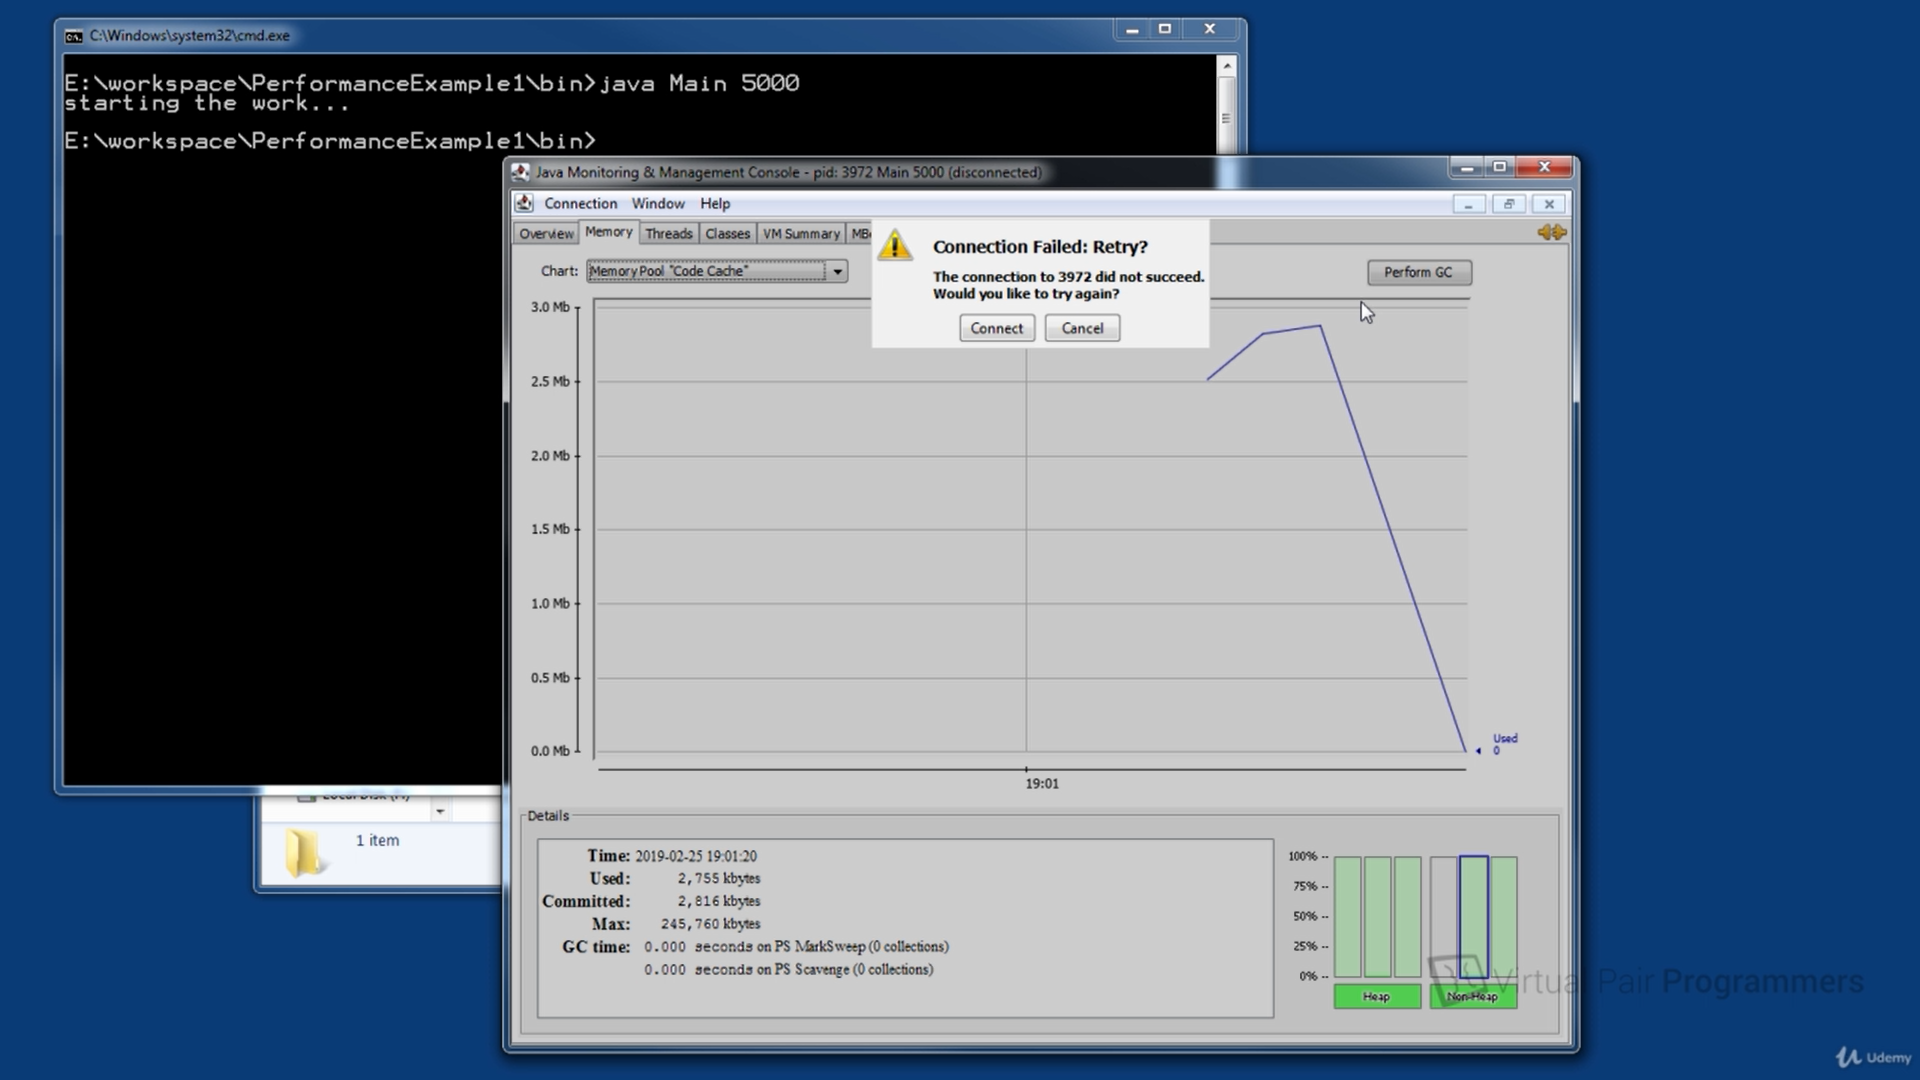 C:\Windows\system32\cmd.exe
E:\workspace\PerformanceExample1\bin>java Main 5000
starting the work...
E:\workspace\PerformanceExample1\bin>
Java Monitoring & Management Console - pid: 3972 Main 5000 (disconnected)
Connection Window Help
Overview Memory Threads Classes VM Summary
Chart: Memory Pool "Code Cache"
Perform GC
Connection Failed: Retry?
The connection to 3972 did not succeed.
Would you like to try again?
Connect Cancel
3.0 Mb
2.5 Mb
2.0 Mb
1.5 Mb
1.0 Mb
0.5 Mb
0.0 Mb
Used
0
19:01
1 item
Details
Time: 2019-02-25 19:01:20
Used: 2,755 kbytes
Committed: 2,816 kbytes
Max: 245,760 kbytes
GC time: 0.000 seconds on PS MarkSweep (0 collections)
0.000 seconds on PS Scavenge (0 collections)
100% --
75% --
50% --
25% --
0% --
Heap
Non-Heap
Virtual Pair Programmers
Udemy